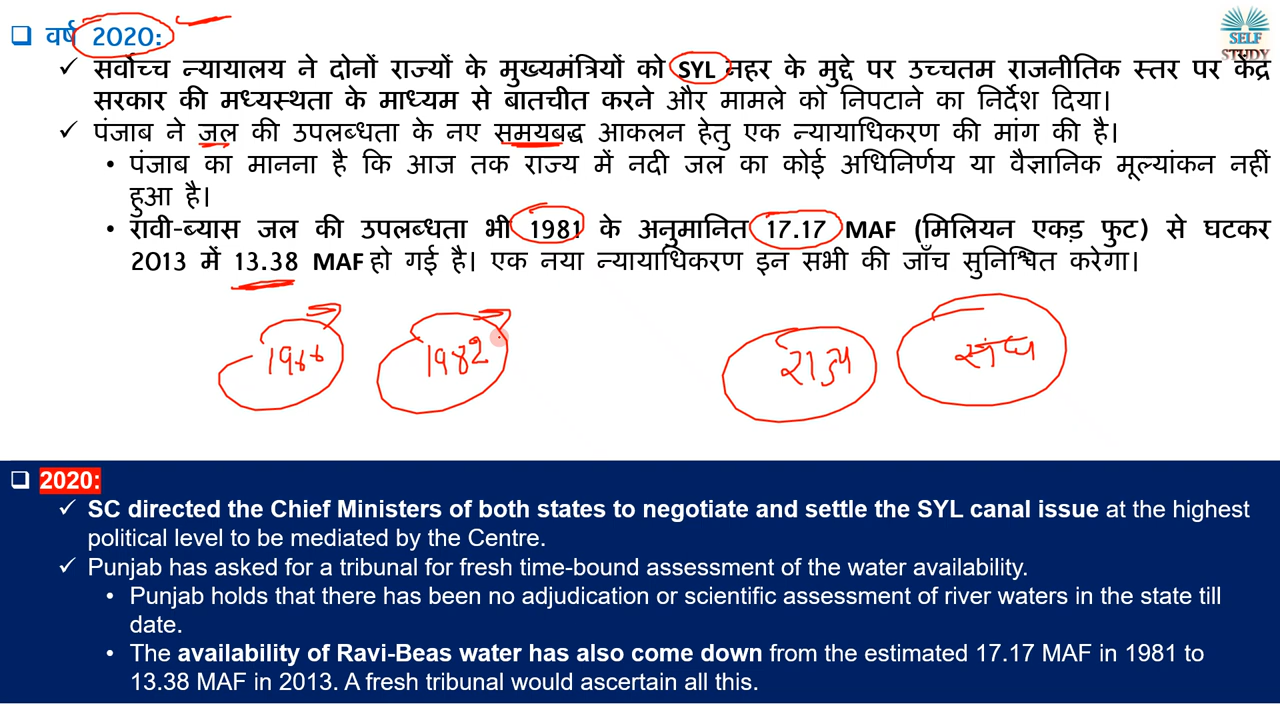 वर्ष 2020:
SELF
STUDY
सर्वोच्च न्यायालय ने दोनों राज्यों के मुख्यमंत्रियों को SYL नहर के मुद्दे पर उच्चतम राजनीतिक स्तर पर केंद्र
सरकार की मध्यस्थता के माध्यम से बातचीत करने और मामले को निपटाने का निर्देश दिया।
पंजाब ने जल की उपलब्धता के नए समयबद्ध आकलन हेतु एक न्यायाधिकरण की मांग की है।
• पंजाब का मानना है कि आज तक राज्य में नदी जल का कोई अधिनिर्णय या वैज्ञानिक मूल्यांकन नहीं
हुआ है।
• रावी-ब्यास जल की उपलब्धता भी 1981 के अनुमानित 17.17 MAF (मिलियन एकड़ फुट) से घटकर
2013 में 13.38 MAF हो गई है। एक नया न्यायाधिकरण इन सभी की जाँच सुनिश्चित करेगा।
1966 1982 राज्य संघ
2020:
SC directed the Chief Ministers of both states to negotiate and settle the SYL canal issue at the highest
political level to be mediated by the Centre.
Punjab has asked for a tribunal for fresh time-bound assessment of the water availability.
• Punjab holds that there has been no adjudication or scientific assessment of river waters in the state till
date.
• The availability of Ravi-Beas water has also come down from the estimated 17.17 MAF in 1981 to
13.38 MAF in 2013. A fresh tribunal would ascertain all this.